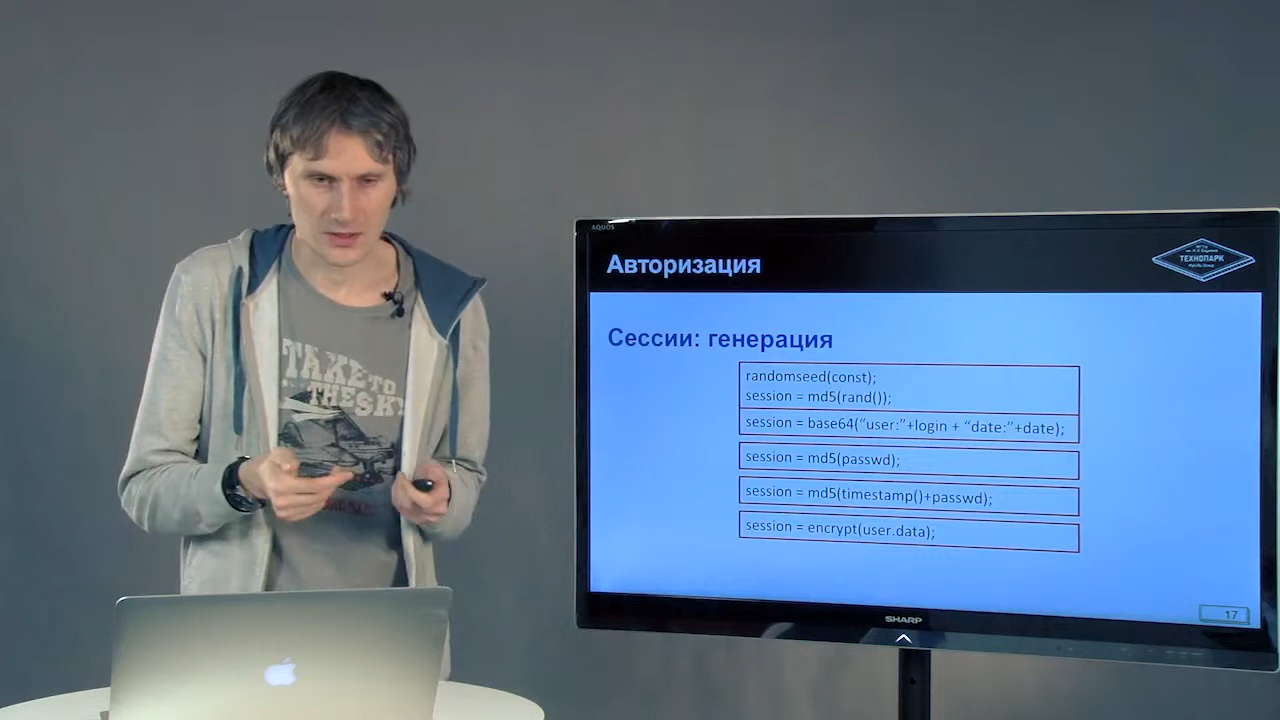 AQUOS
Авторизация
ТЕХНОПАРК
Сессии: генерация
randomseed(const);
session = md5(rand());
session = base64(“user:”+login + “date:”+date);
session = md5(passwd);
session = md5(timestamp()+passwd);
session = encrypt(user.data);
17
SHARP
TAKE TO
THE SKY